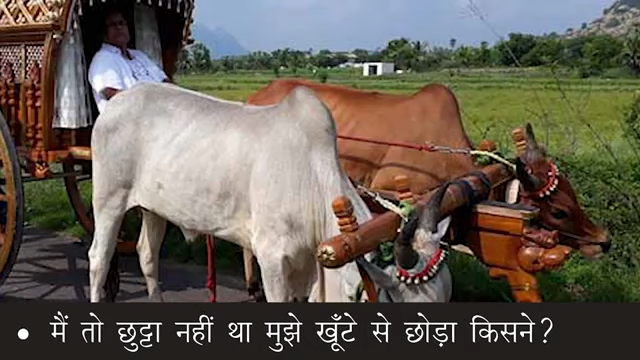 • मैं तो छुट्टा नहीं था मुझे खूँटे से छोड़ा किसने?